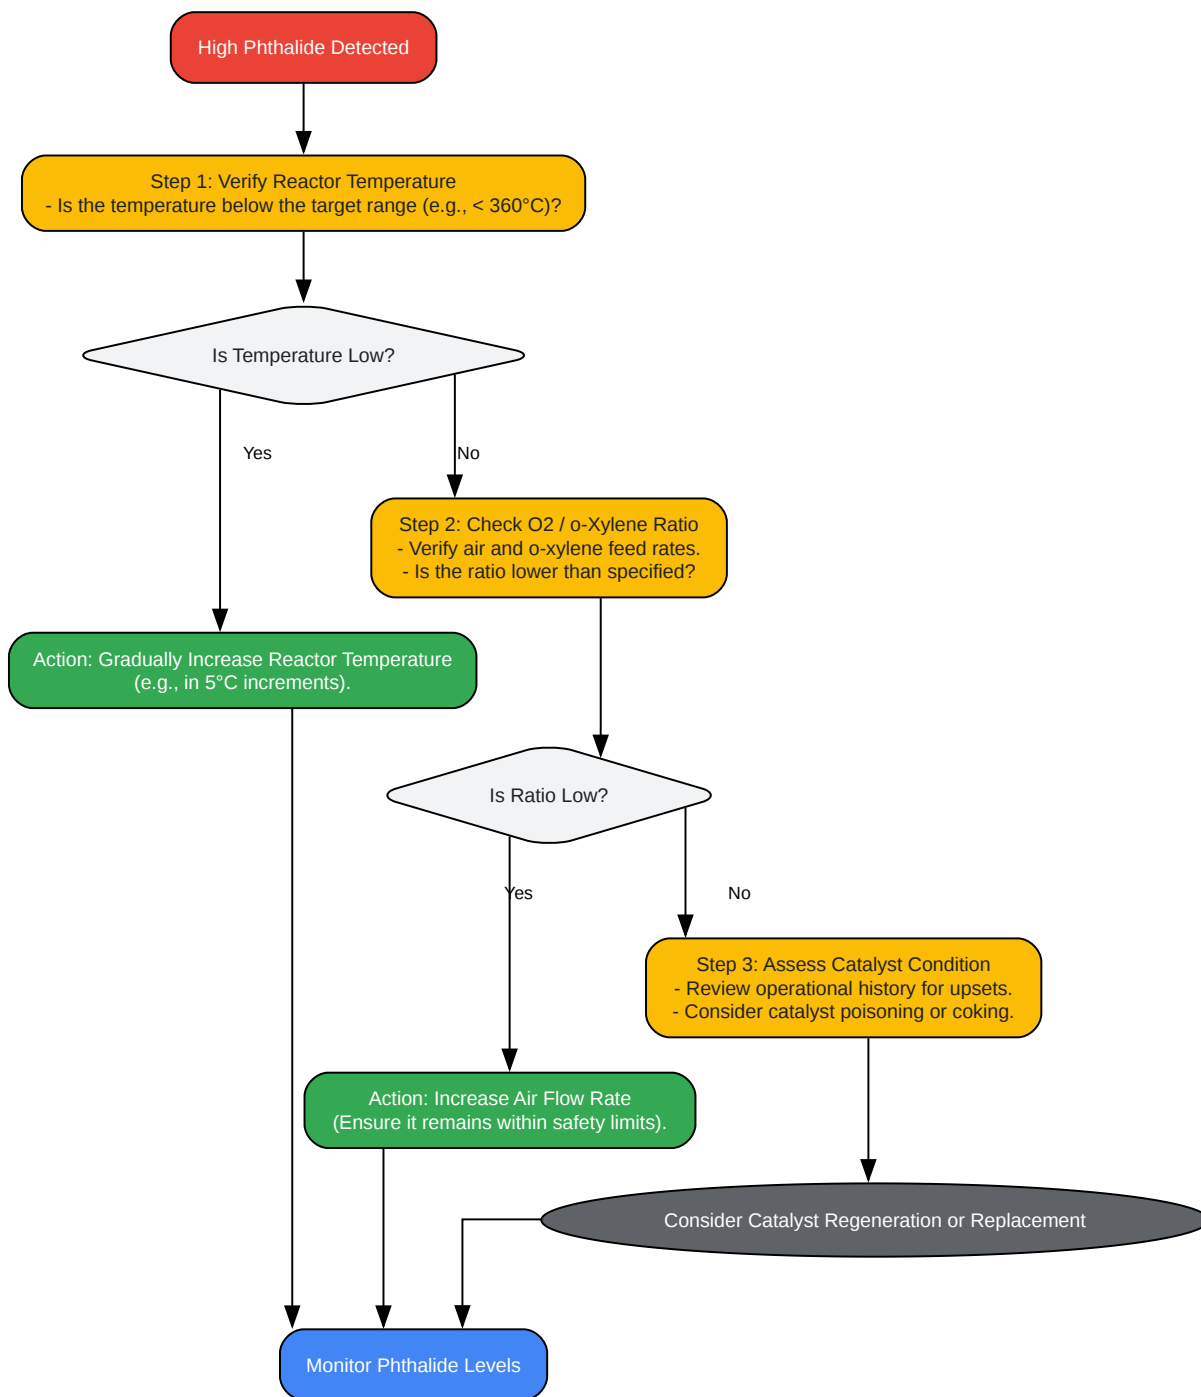 High Phthalide Detected
Step 1: Verify Reactor Temperature
- Is the temperature below the target range (e.g., < 360°C)?
Is Temperature Low?
Yes
No
Step 2: Check O2 / o-Xylene Ratio
- Verify air and o-xylene feed rates.
- Is the ratio lower than specified?
Action: Gradually Increase Reactor Temperature
(e.g., in 5°C increments).
Is Ratio Low?
Yes
No
Step 3: Assess Catalyst Condition
- Review operational history for upsets.
- Consider catalyst poisoning or coking.
Action: Increase Air Flow Rate
(Ensure it remains within safety limits).
Consider Catalyst Regeneration or Replacement
Monitor Phthalide Levels